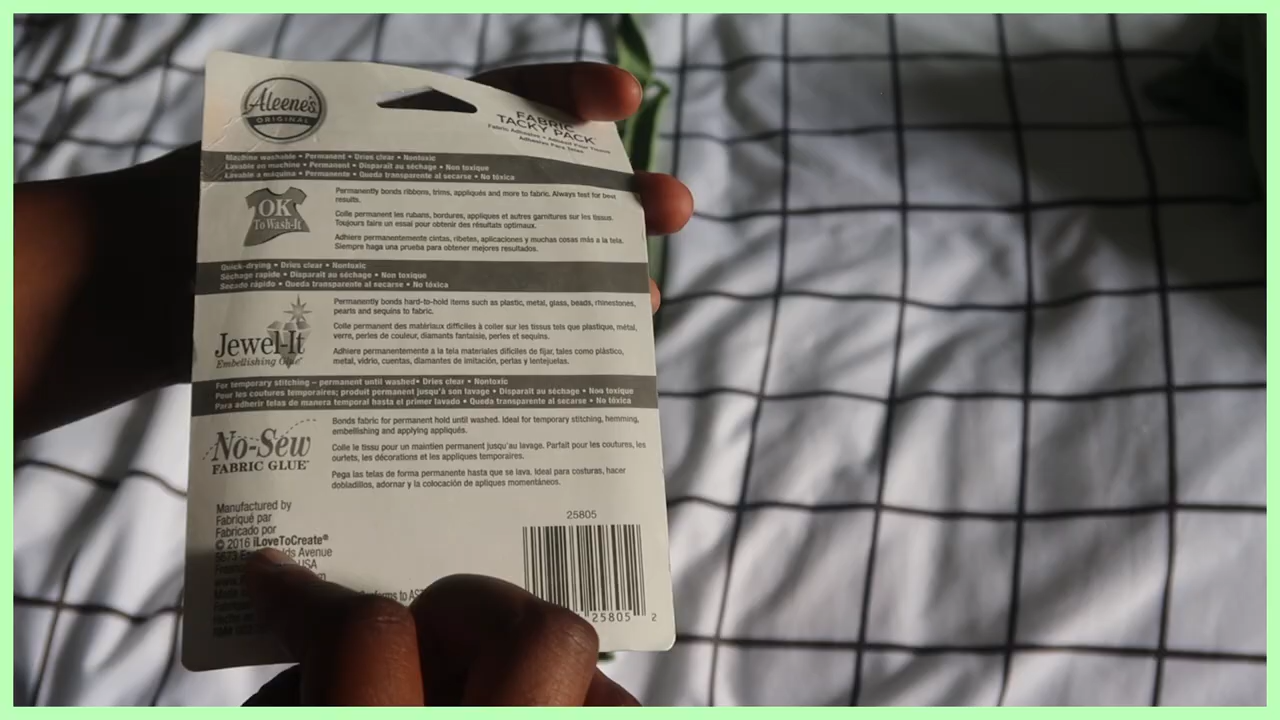 Aleene's
ORIGINAL
FABRIC
TACKY PACK
Fabric Adhesives • Adhésif Pour Tissus
Adhesivos Para Telas
Machine washable • Permanent • Dries clear • Nontoxic
Lavable en machine • Permanent • Disparaît au séchage • Non toxique
Lavable a máquina • Permanente • Queda transparente al secarse • No tóxica
OK
To Wash-It
Permanently bonds ribbons, trims, appliqués and more to fabric. Always test for best
results.
Colle permanent les rubans, bordures, appliques et autres garnitures sur les tissus.
Toujours faire un essai pour obtenir des résultats optimaux.
Adhiere permanentemente cintas, ribetes, aplicaciones y muchas cosas más a la tela.
Siempre haga una prueba para obtener mejores resultados.
Quick-drying • Dries clear • Nontoxic
Séchage rapide • Disparaît au séchage • Non toxique
Secado rápido • Queda transparente al secarse • No tóxica
Jewel-It
Embellishing Glue
Permanently bonds hard-to-hold items such as plastic, metal, glass, beads, rhinestones,
pearls and sequins to fabric.
Colle permanent des matériaux difficiles à coller sur les tissus tels que plastique, métal,
verre, perles de couleur, diamants fantaisie, perles et sequins.
Adhiere permanentemente a la tela materiales difíciles de fijar, tales como plástico,
metal, vidrio, cuentas, diamantes de imitación, perlas y lentejuelas.
For temporary stitching – permanent until washed • Dries clear • Nontoxic
Pour les coutures temporaires; produit permanent jusqu'à son lavage • Disparaît au séchage • Non toxique
Para adherir telas de manera temporal hasta el primer lavado • Queda transparente al secarse • No tóxica
No-Sew
FABRIC GLUE™
Bonds fabric for permanent hold until washed. Ideal for temporary stitching, hemming,
embellishing and applying appliqués.
Colle le tissu pour un maintien permanent jusqu'au lavage. Parfait pour les coutures, les
ourlets, les décorations et les appliques temporaires.
Pega las telas de forma permanente hasta que se lava. Ideal para costuras, hacer
dobladillos, adornar y la colocación de apliques momentáneos.
Manufactured by
Fabriqué par
Fabricado por
© 2016 iLoveToCreate®
5673 Avenue
USA
25805
25805 2